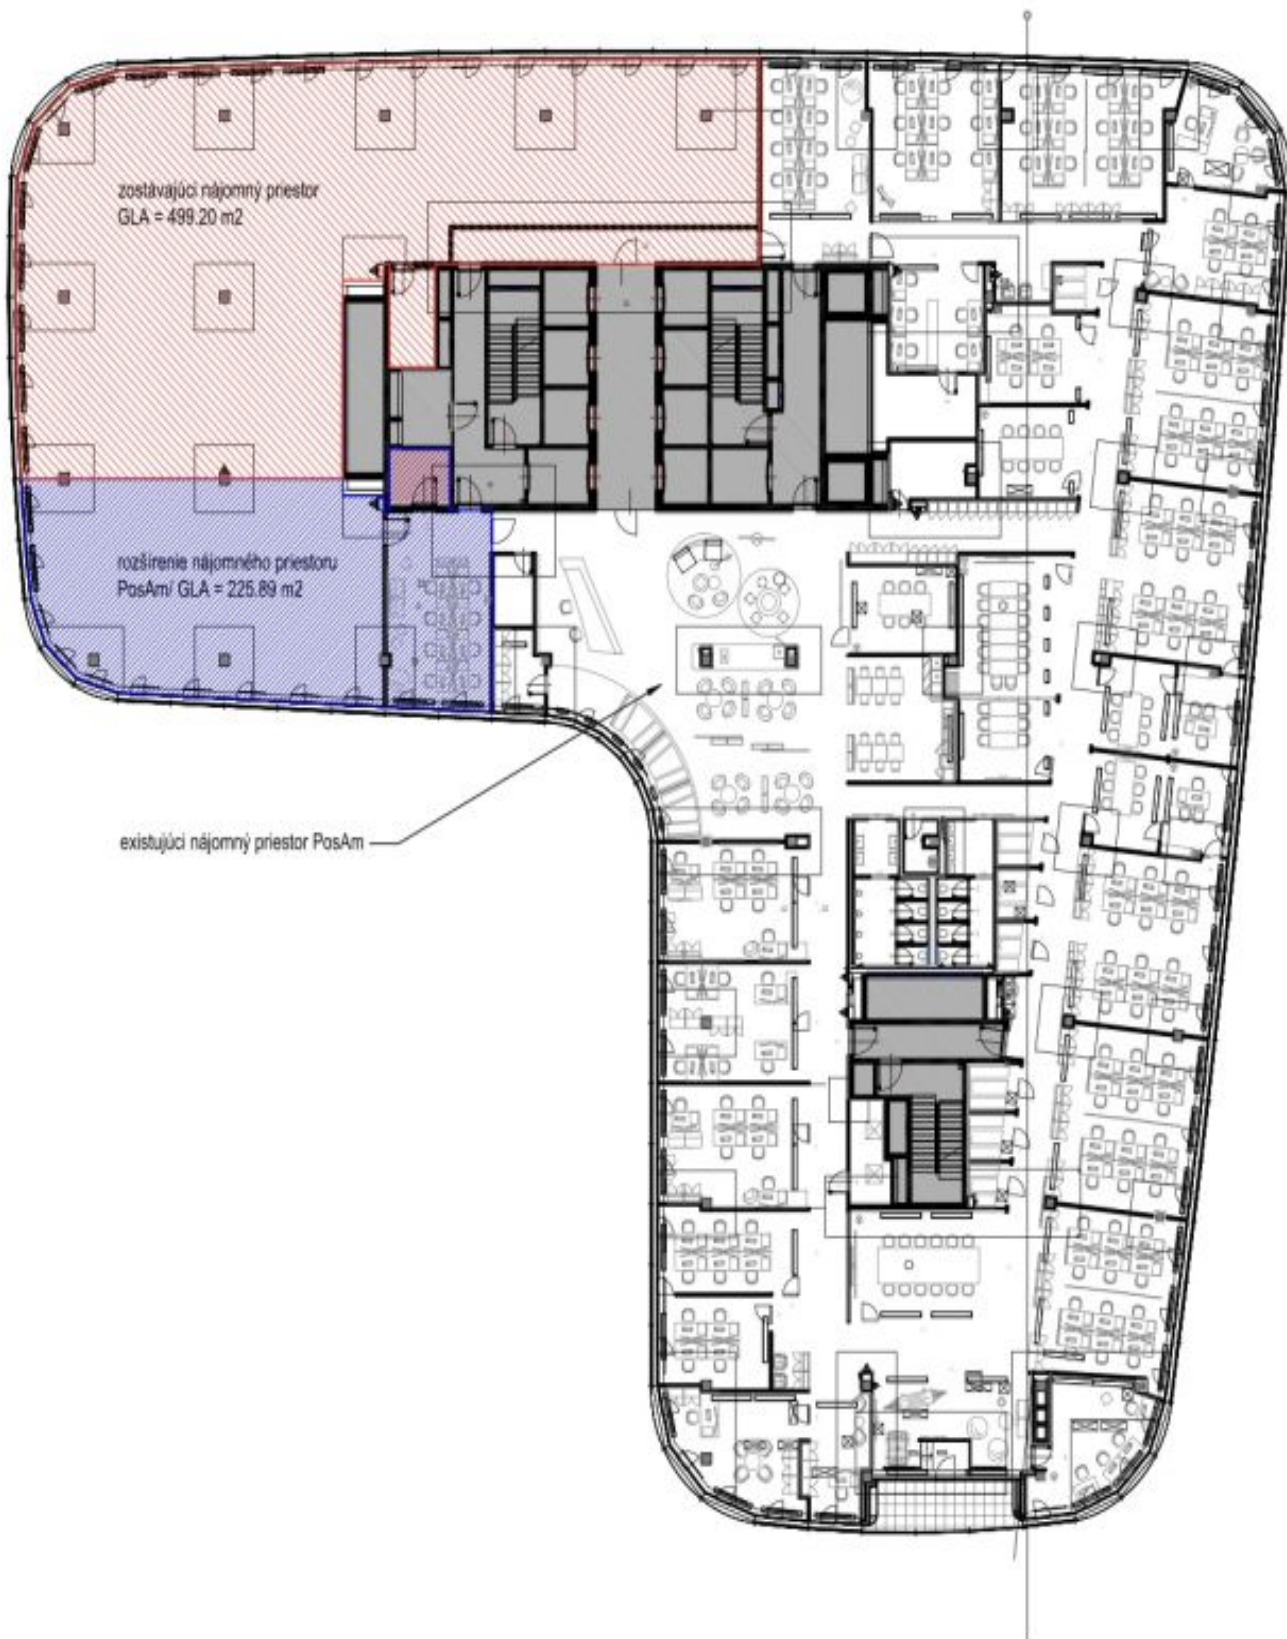 zostávajúci nájomný priestor
GLA = 499.20 m2
rozšírenie nájomného priestoru
PosAm/ GLA = 225.89 m2
existujúci nájomný priestor PosAm